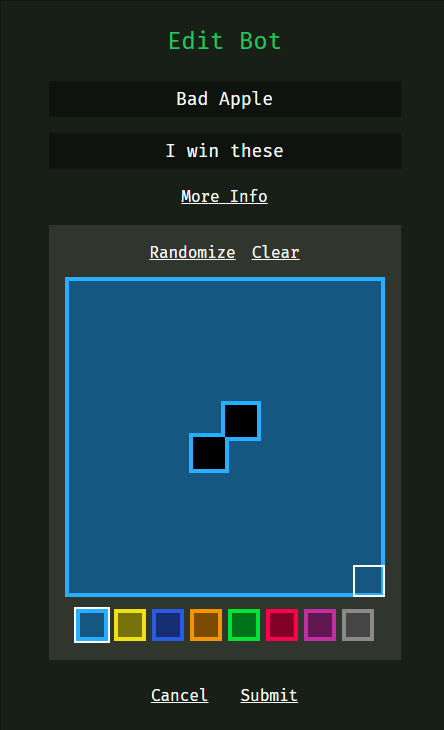 Edit Bot
Bad Apple
I win these
More Info
Randomize Clear
Cancel Submit